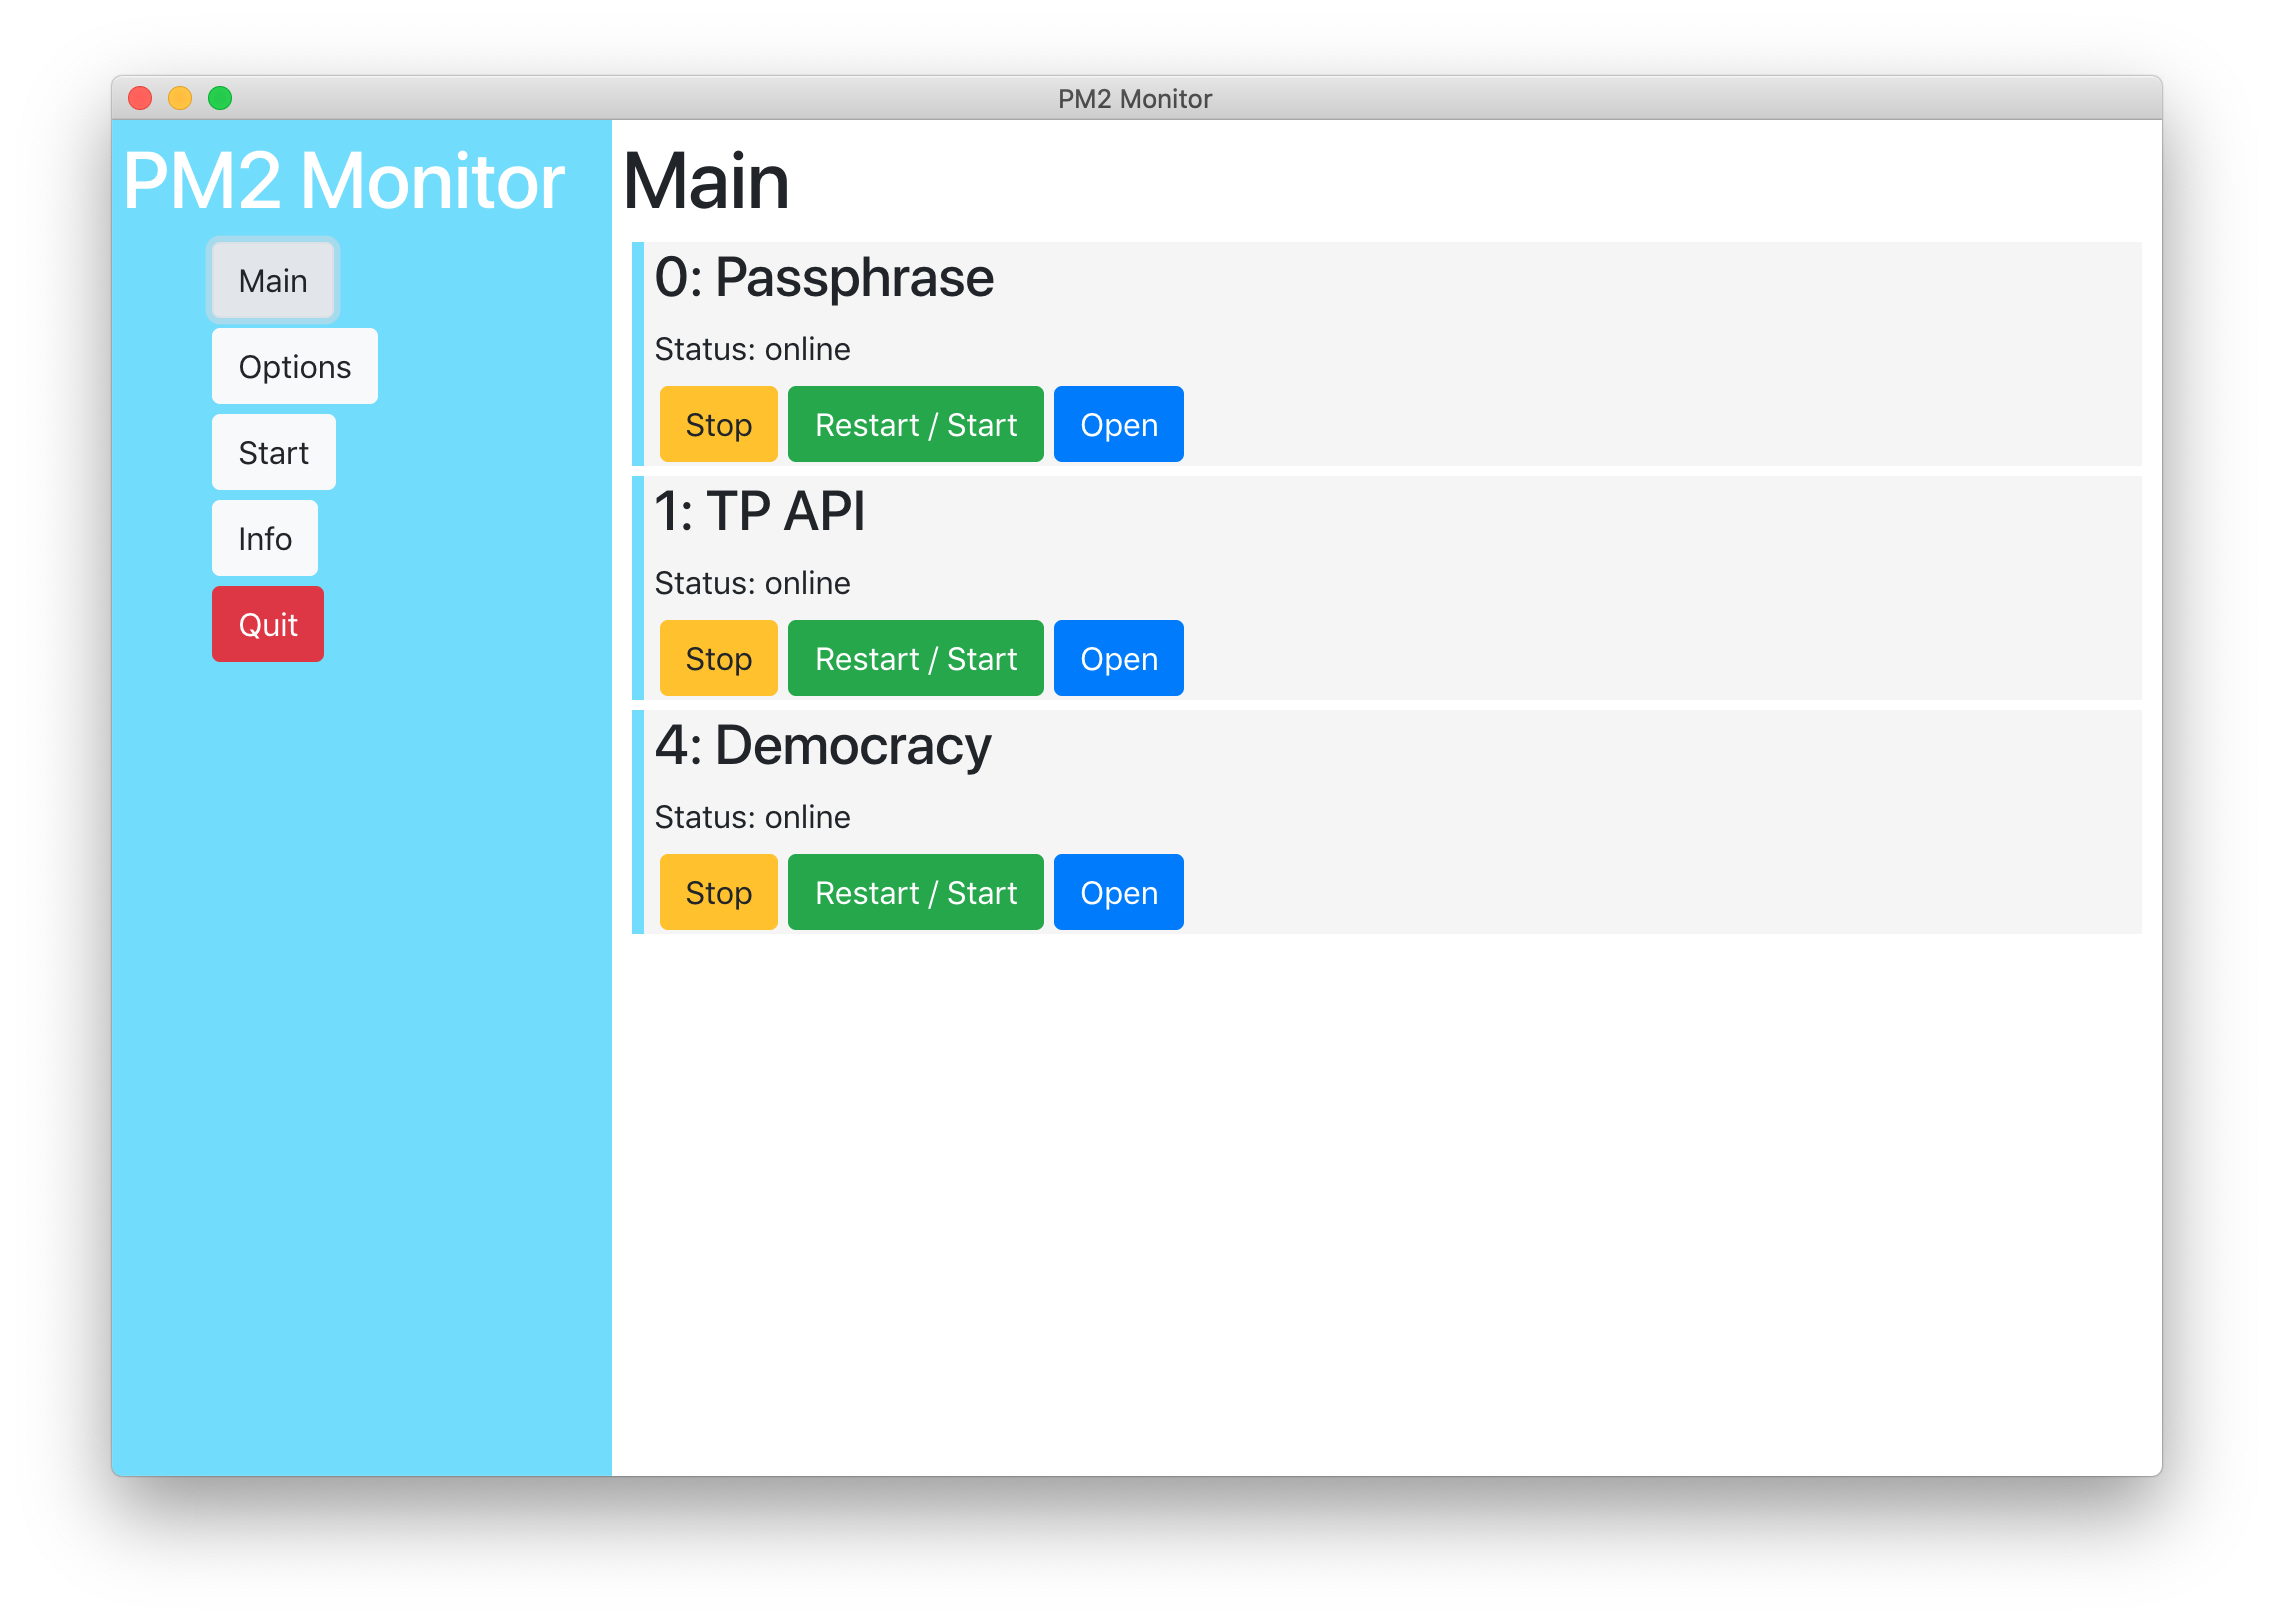 PM2 Monitor
PM2 Monitor
Main
Options
Start
Info
Quit
Main
0: Passphrase
Status: online
Stop Restart / Start Open
1: TP API
Status: online
Stop Restart / Start Open
4: Democracy
Status: online
Stop Restart / Start Open